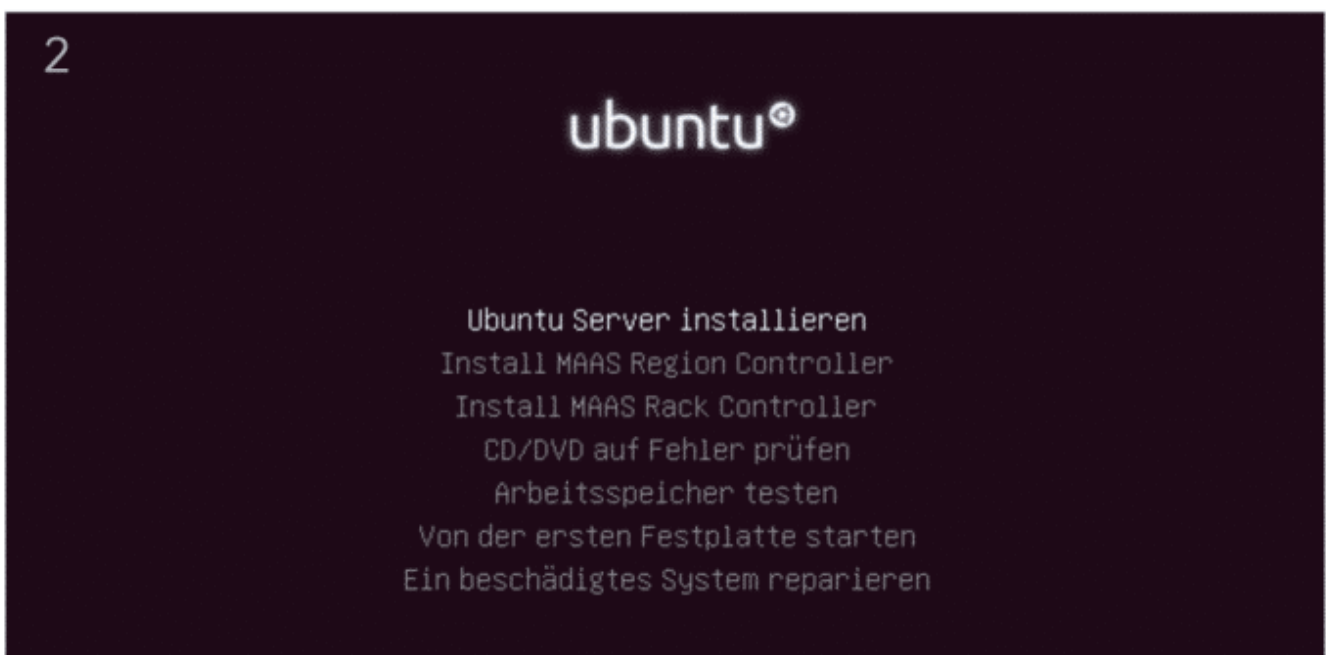 2
ubuntu
Ubuntu Server installieren
Install MAAS Region Controller
Install MAAS Rack Controller
CD/DVD auf Fehler prüfen
Arbeitsspeicher testen
Von der ersten Festplatte starten
Ein beschädigtes System reparieren